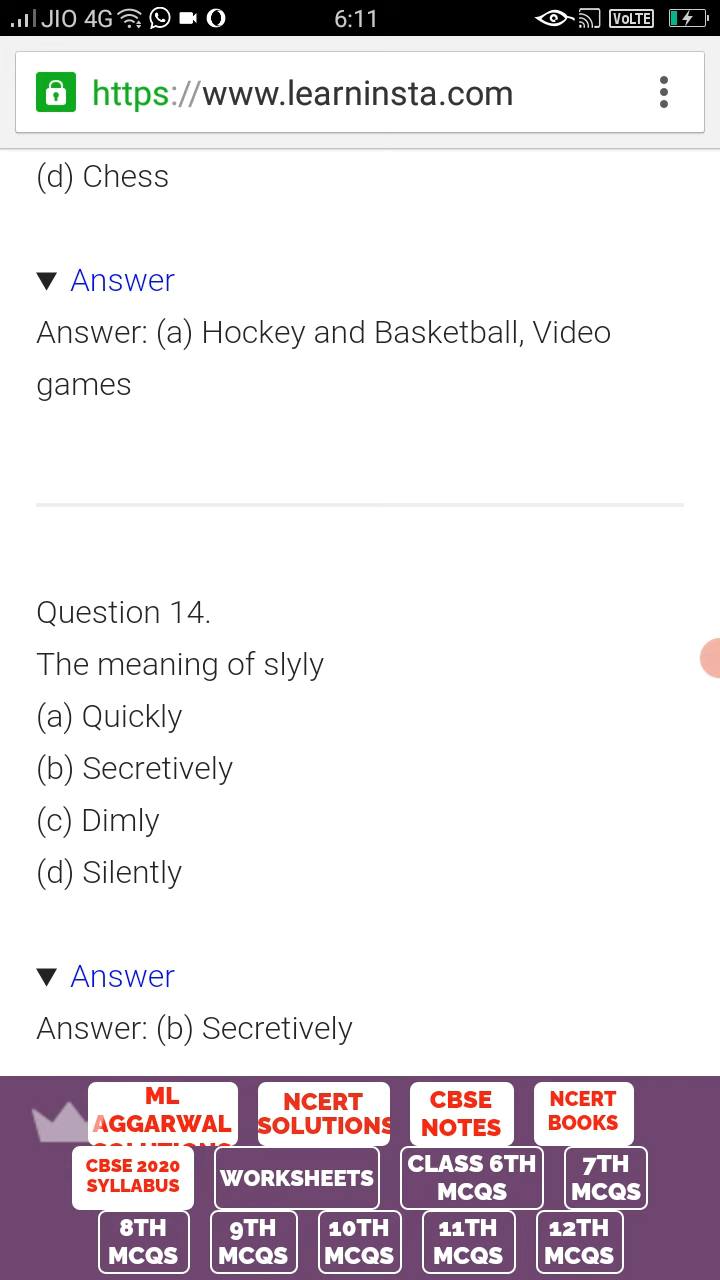 JIO 4G 6:11 VoLTE
https://www.learninsta.com
(d) Chess
Answer
Answer: (a) Hockey and Basketball, Video
games
Question 14.
The meaning of slyly
(a) Quickly
(b) Secretively
(c) Dimly
(d) Silently
Answer
Answer: (b) Secretively
ML
AGGARWAL
SOLUTIONS
NCERT
SOLUTIONS
CBSE
NOTES
NCERT
BOOKS
CBSE 2020
SYLLABUS
WORKSHEETS
CLASS 6TH
MCQS
7TH
MCQS
8TH
MCQS
9TH
MCQS
10TH
MCQS
11TH
MCQS
12TH
MCQS